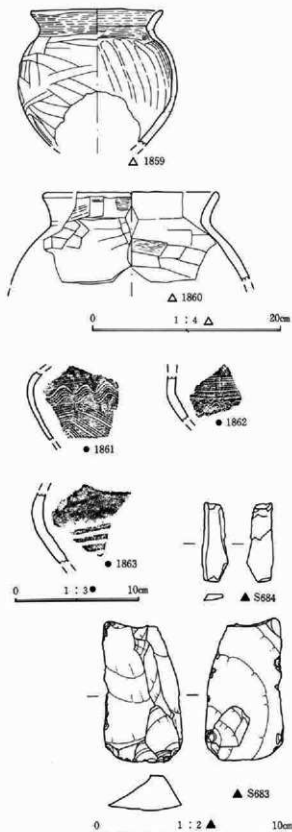 △ 1859
△ 1860
0 1 : 4 △ 20cm
● 1861
● 1862
● 1863
0 1 : 3 ● 10cm
▲ S684
▲ S683
0 1 : 2 ▲ 10cm